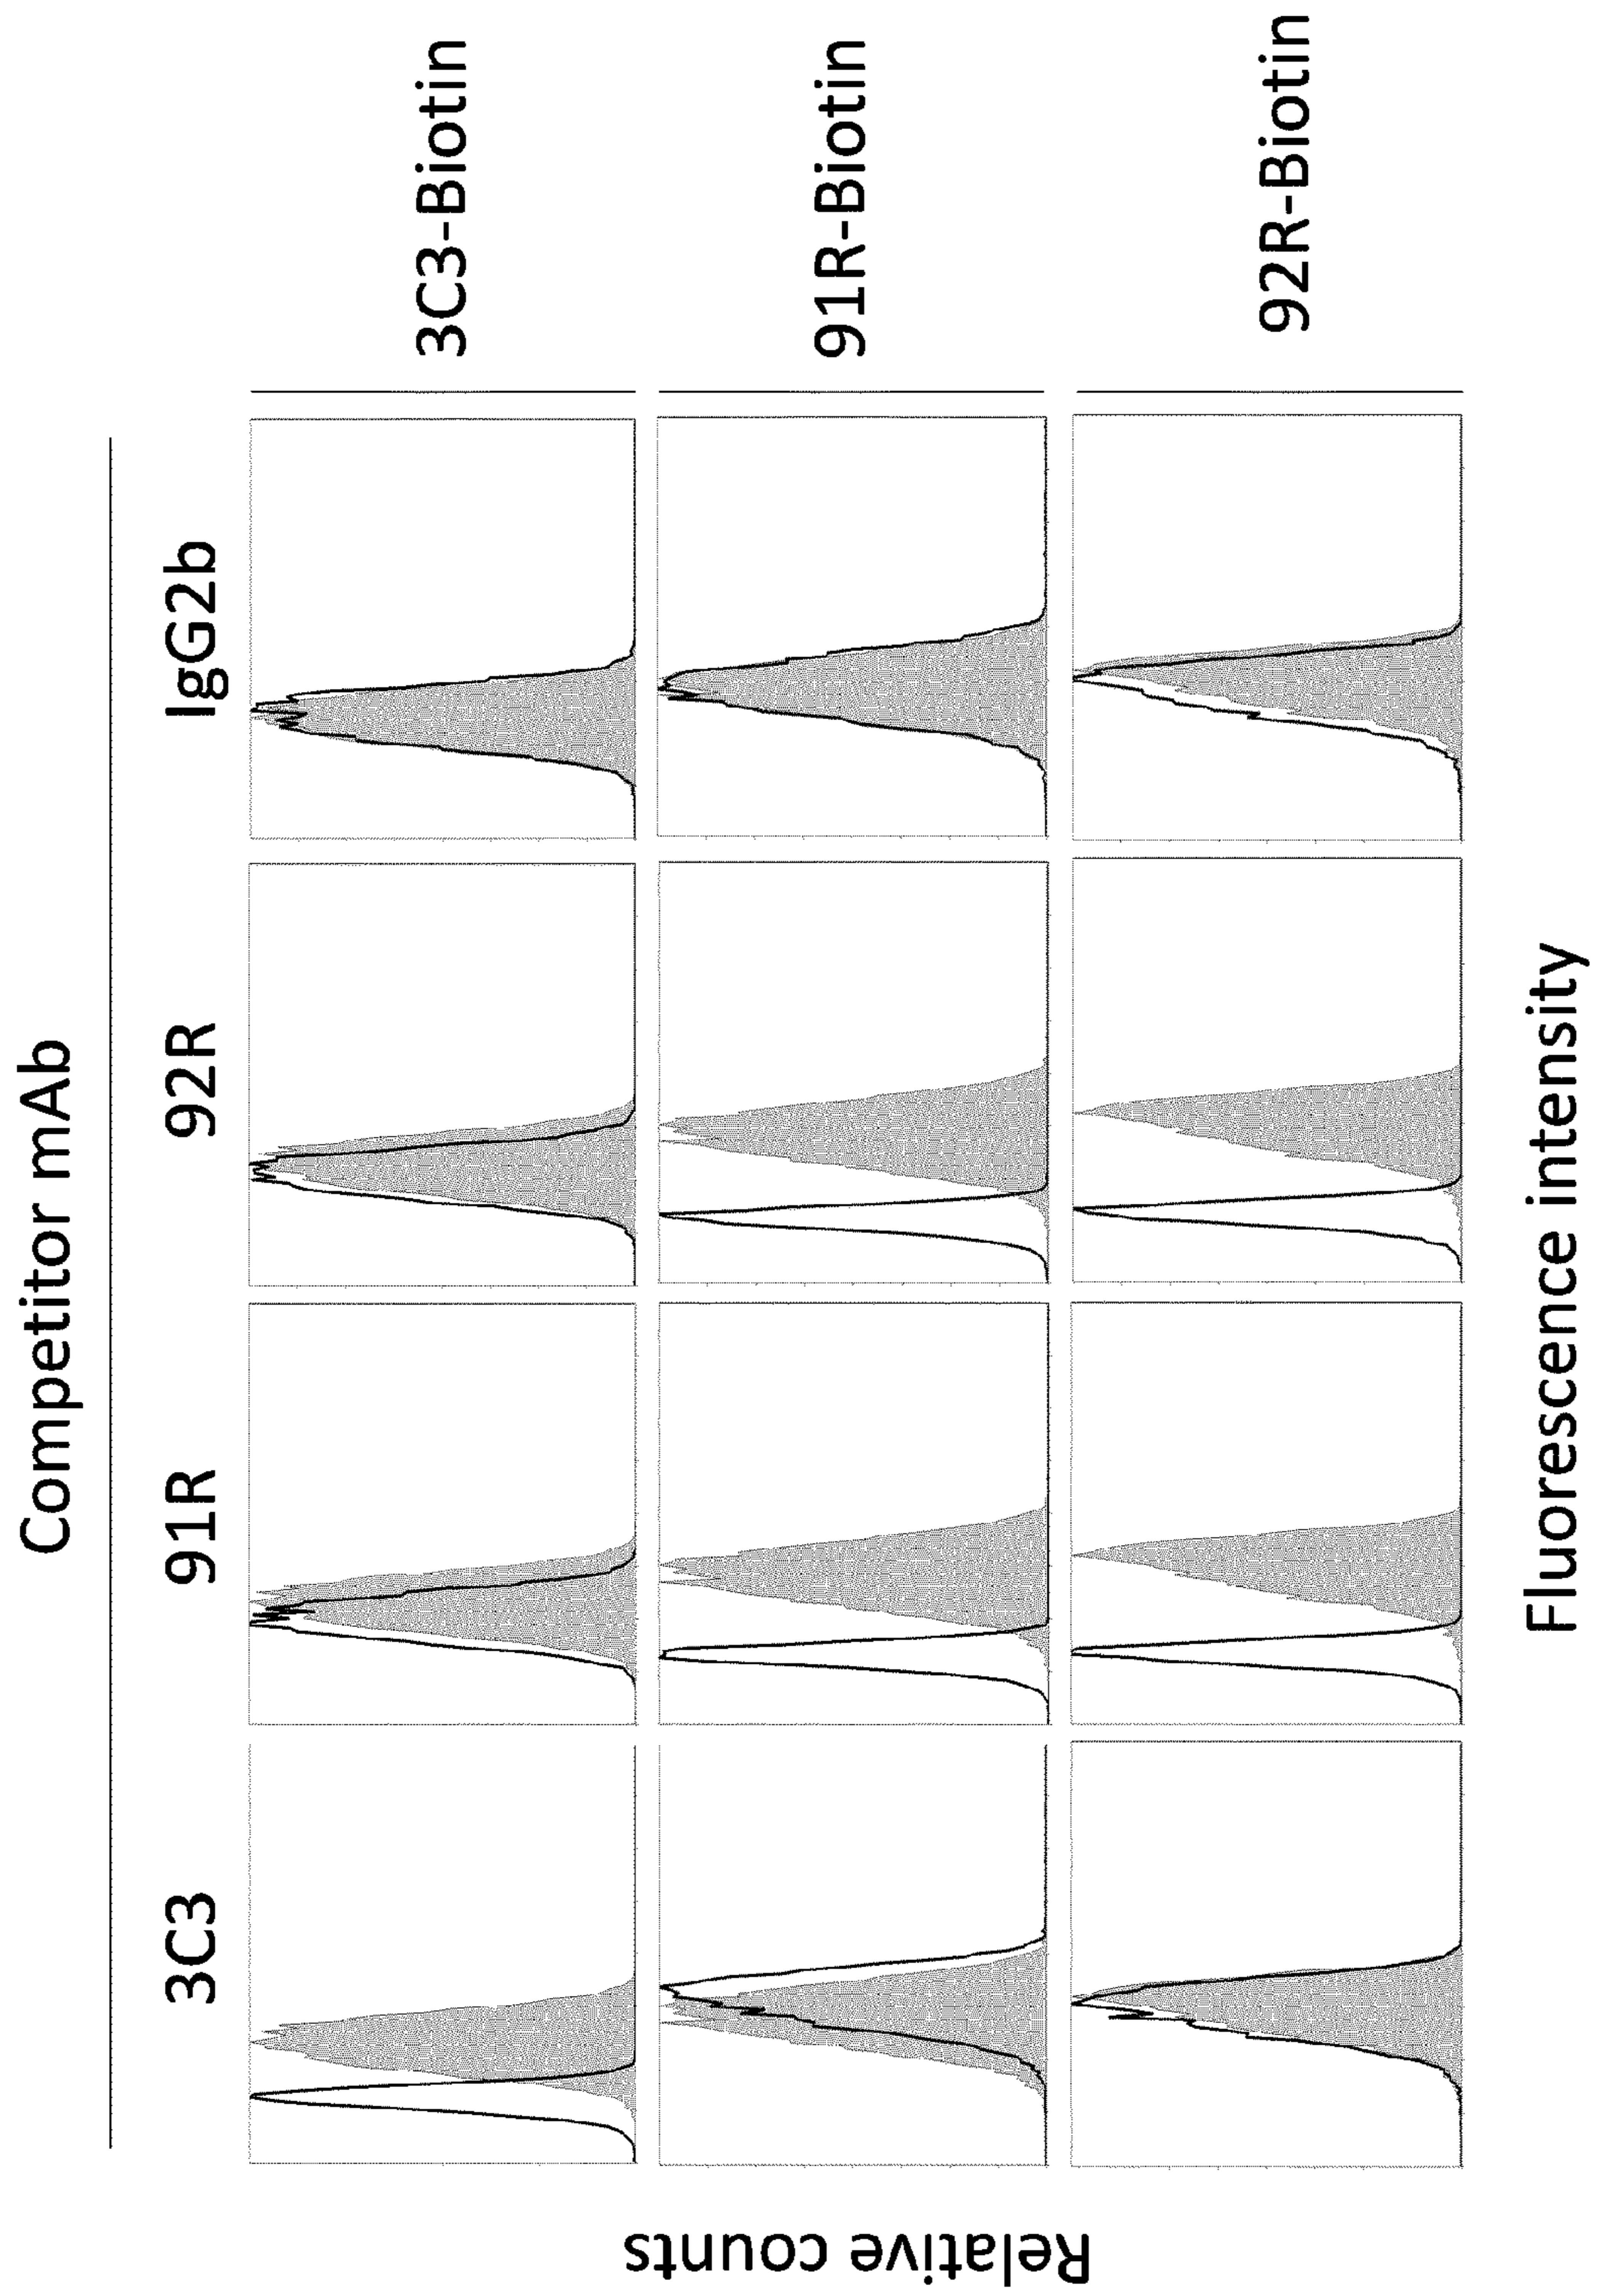 Competitor mAb
3C3
91R
92R
IgG2b
3C3-Biotin
91R-Biotin
92R-Biotin
Relative counts
Fluorescence intensity